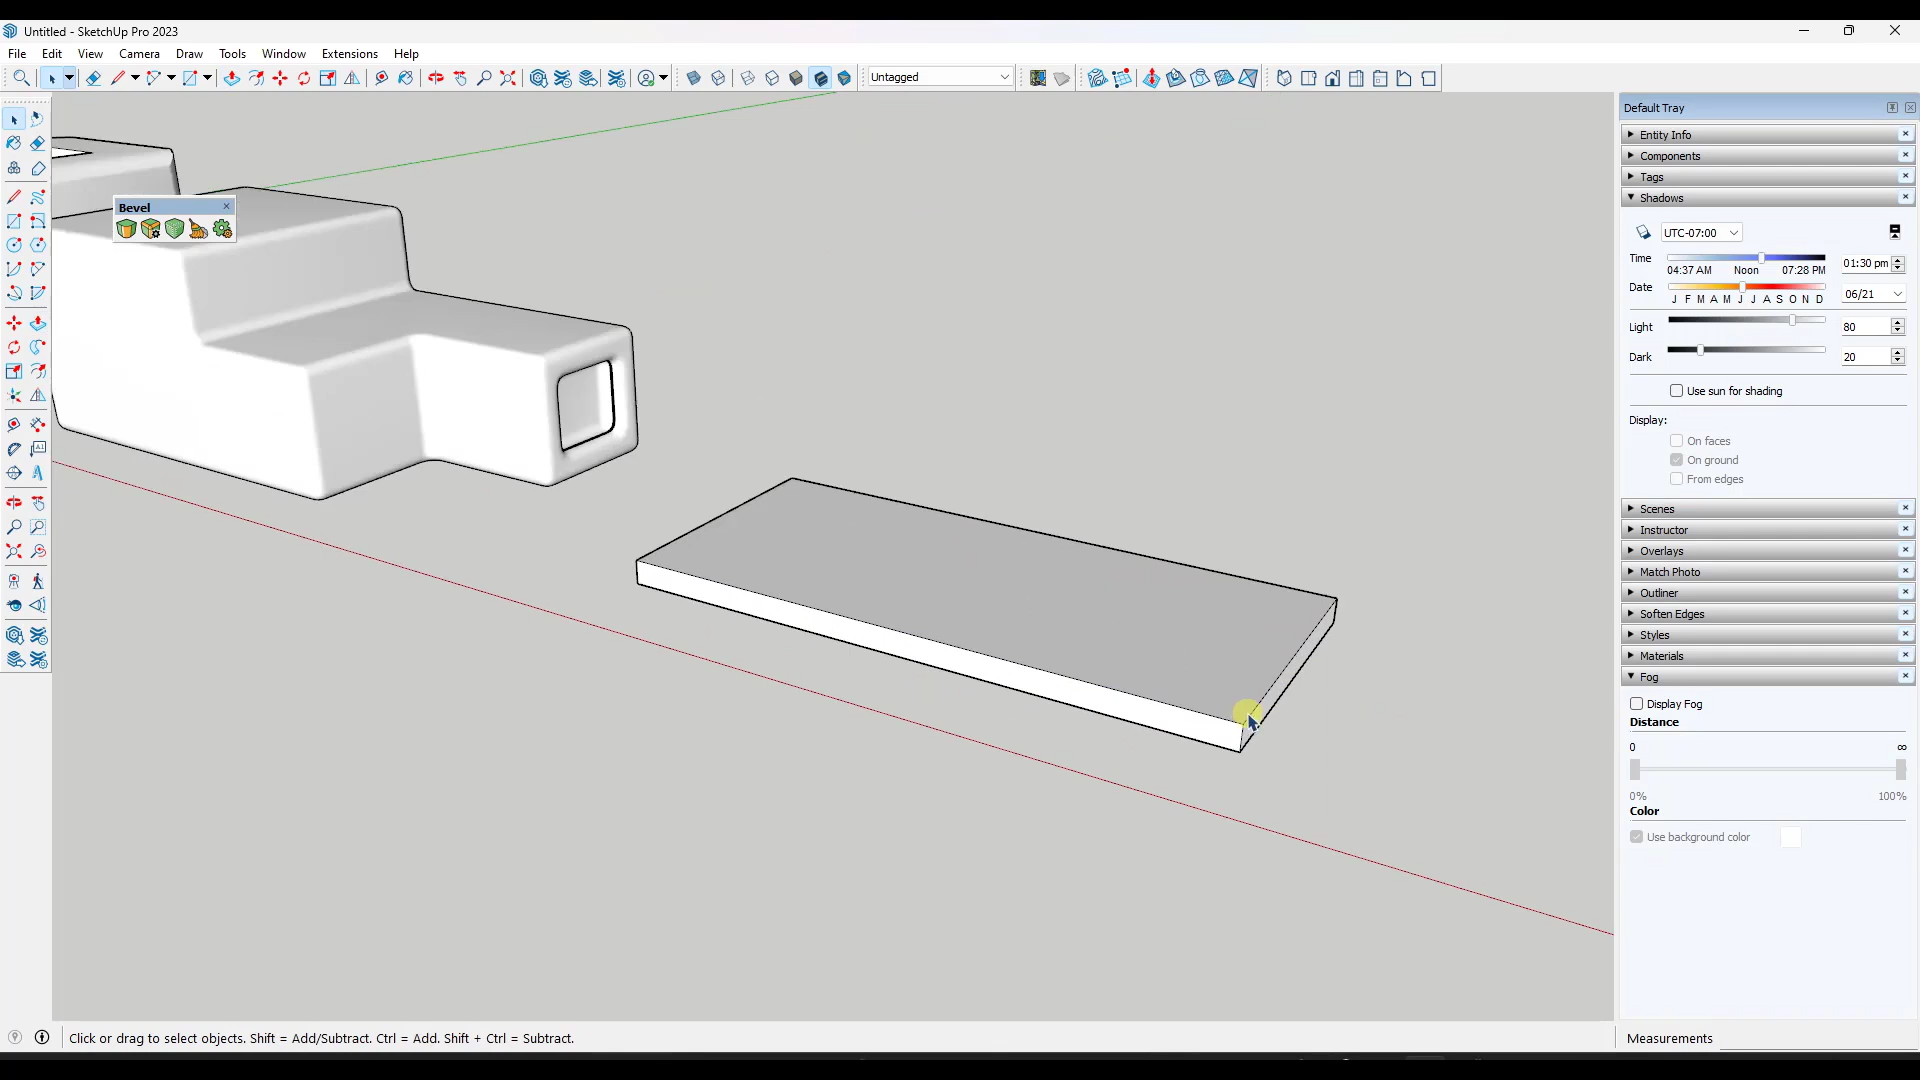 Untitled - SketchUp Pro 2023
File Edit View Camera Draw Tools Window Extensions Help
Untagged
Default Tray
Entity Info
Components
Tags
Shadows
Bevel
UTC-07:00
Time
04:37 AM Noon 07:28 PM
01:30 pm
Date
J F M A M J J A S O N D
06/21
Light
80
Dark
20
Use sun for shading
Display:
On faces
On ground
From edges
Scenes
Instructor
Overlays
Match Photo
Outliner
Soften Edges
Styles
Materials
Fog
Display Fog
Distance
0 ∞
0% 100%
Color
Use background color
Click or drag to select objects. Shift = Add/Subtract. Ctrl = Add. Shift + Ctrl = Subtract.
Measurements